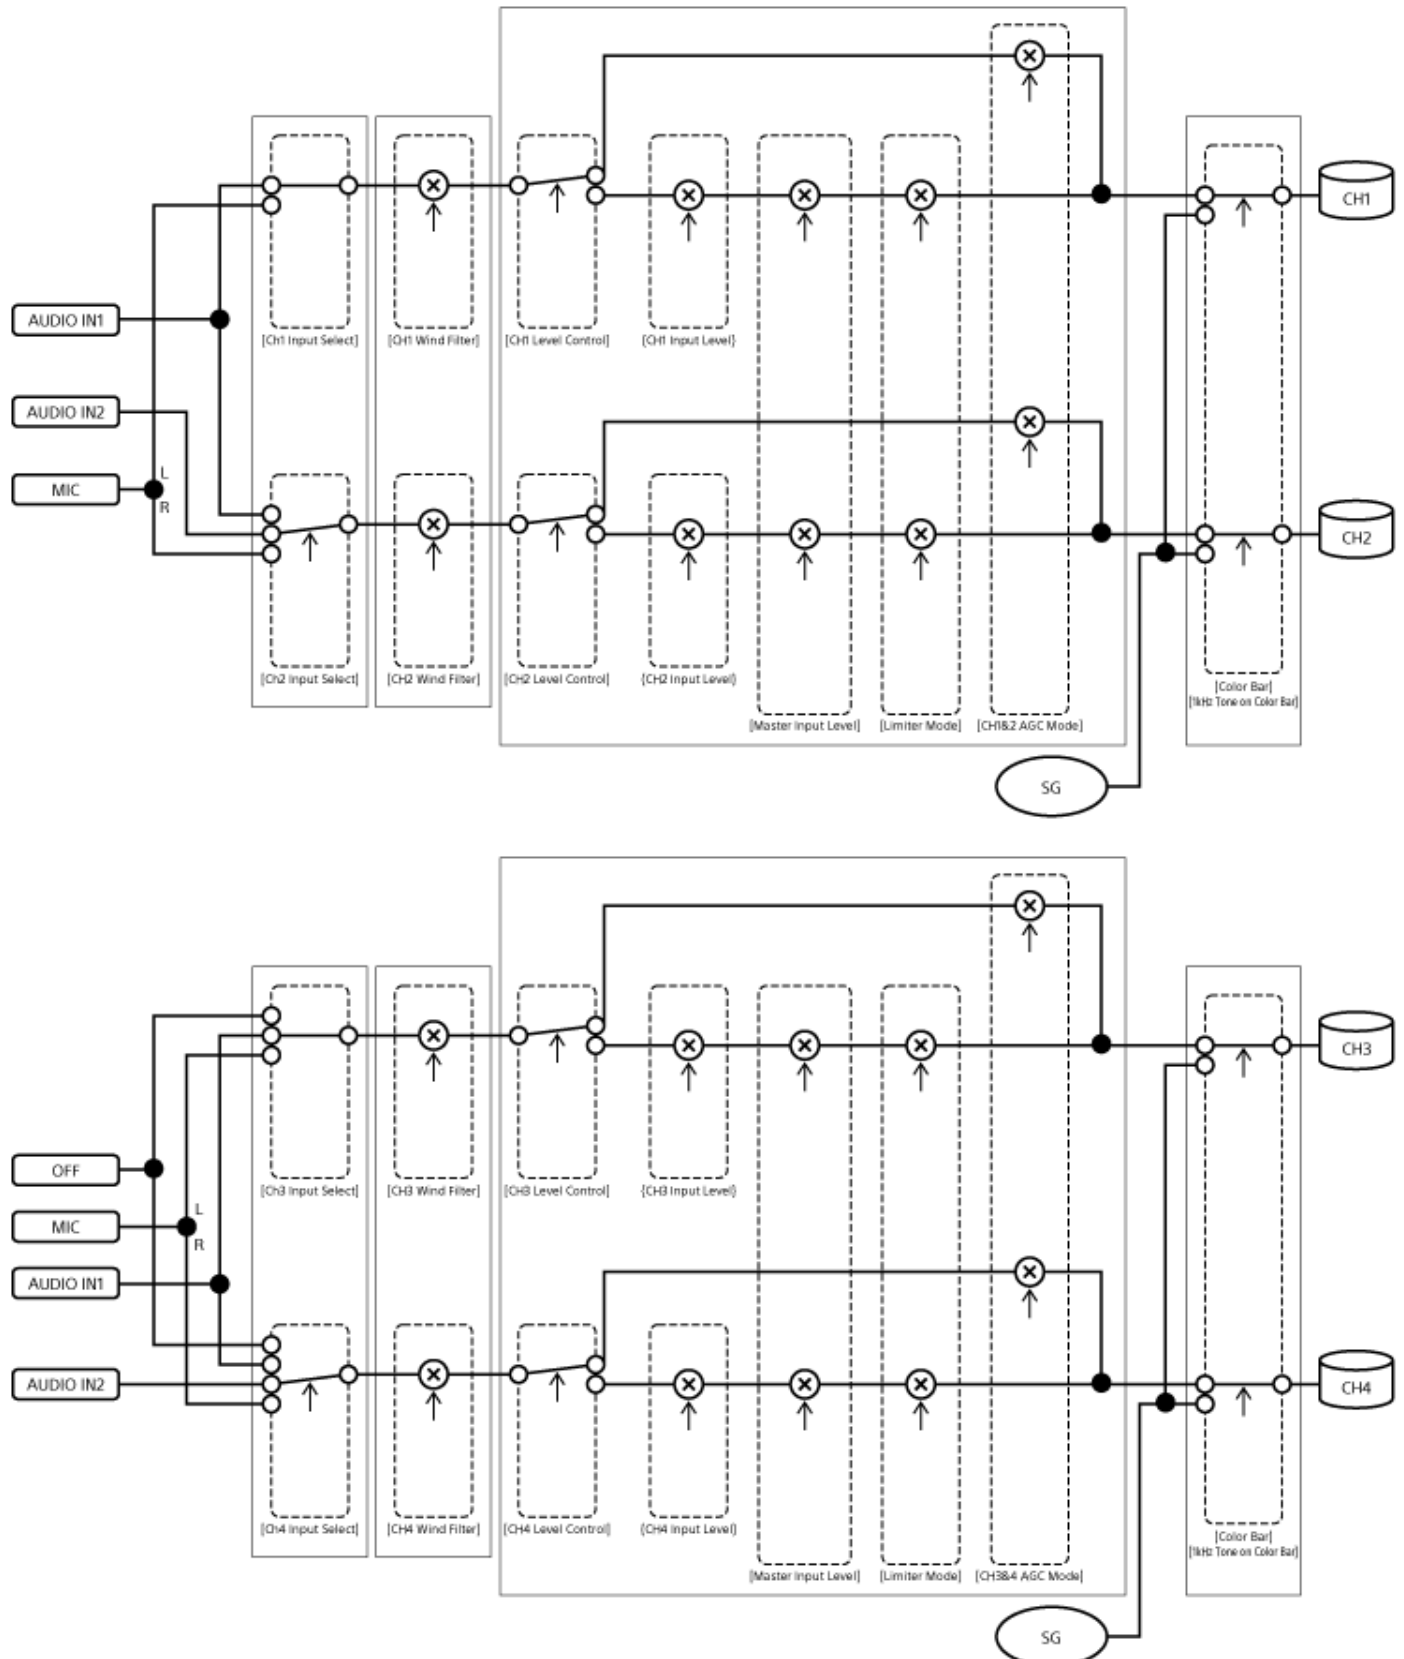 CH1
AUDIO IN1
[Ch1 Input Select]
[CH1 Wind Filter]
[CH1 Level Control]
[CH1 Input Level]
AUDIO IN2
L
MIC
R
CH2
[Ch2 Input Select]
[CH2 Wind Filter]
[CH2 Level Control]
[CH2 Input Level]
[Color Bar]
[1kHz Tone on Color Bar]
[Master Input Level]
[Limiter Mode]
[CH1&2 AGC Mode]
SG
CH3
OFF
[Ch3 Input Select]
[CH3 Wind Filter]
[CH3 Level Control]
[CH3 Input Level]
L
MIC
R
AUDIO IN1
AUDIO IN2
CH4
[Ch4 Input Select]
[CH4 Wind Filter]
[CH4 Level Control]
[CH4 Input Level]
[Color Bar]
[1kHz Tone on Color Bar]
[Master Input Level]
[Limiter Mode]
[CH3&4 AGC Mode]
SG